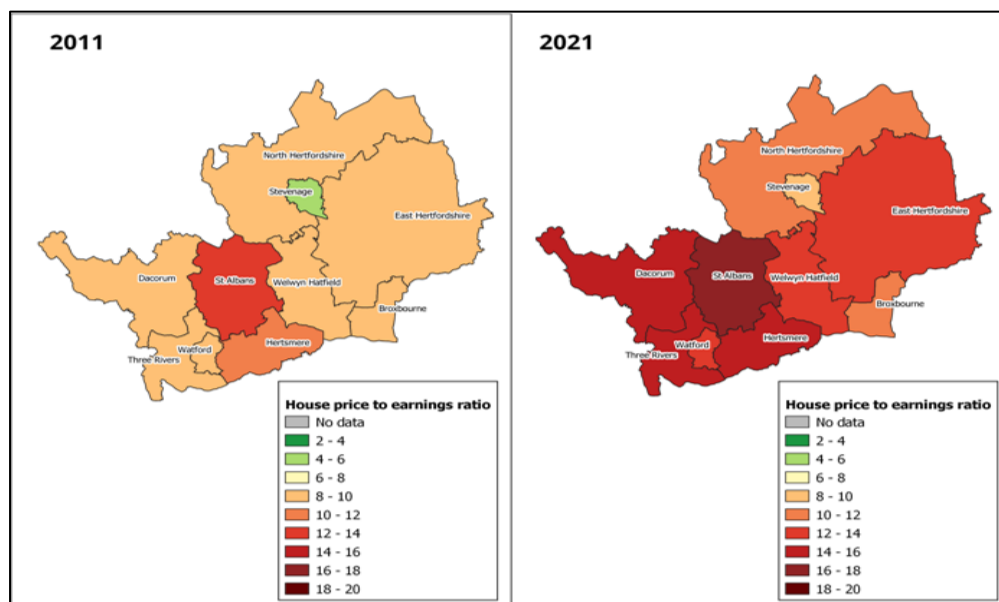 2011
North Hertfordshire
Stevenage
East Hertfordshire
Dacorum
St Albans
Welwyn Hatfield
Broxbourne
Watford
Hertsmere
Three Rivers
House price to earnings ratio
No data
2 - 4
4 - 6
6 - 8
8 - 10
10 - 12
12 - 14
14 - 16
16 - 18
18 - 20
2021
North Hertfordshire
Stevenage
East Hertfordshire
Dacorum
St Albans
Welwyn Hatfield
Broxbourne
Watford
Hertsmere
Three Rivers
House price to earnings ratio
No data
2 - 4
4 - 6
6 - 8
8 - 10
10 - 12
12 - 14
14 - 16
16 - 18
18 - 20